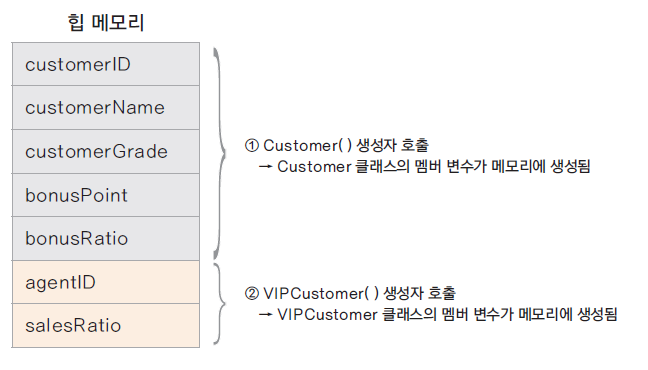 힙 메모리
customerID
customerName
customerGrade
bonusPoint
bonusRatio
① Customer( ) 생성자 호출
→ Customer 클래스의 멤버 변수가 메모리에 생성됨
agentID
salesRatio
② VIPCustomer( ) 생성자 호출
→ VIPCustomer 클래스의 멤버 변수가 메모리에 생성됨